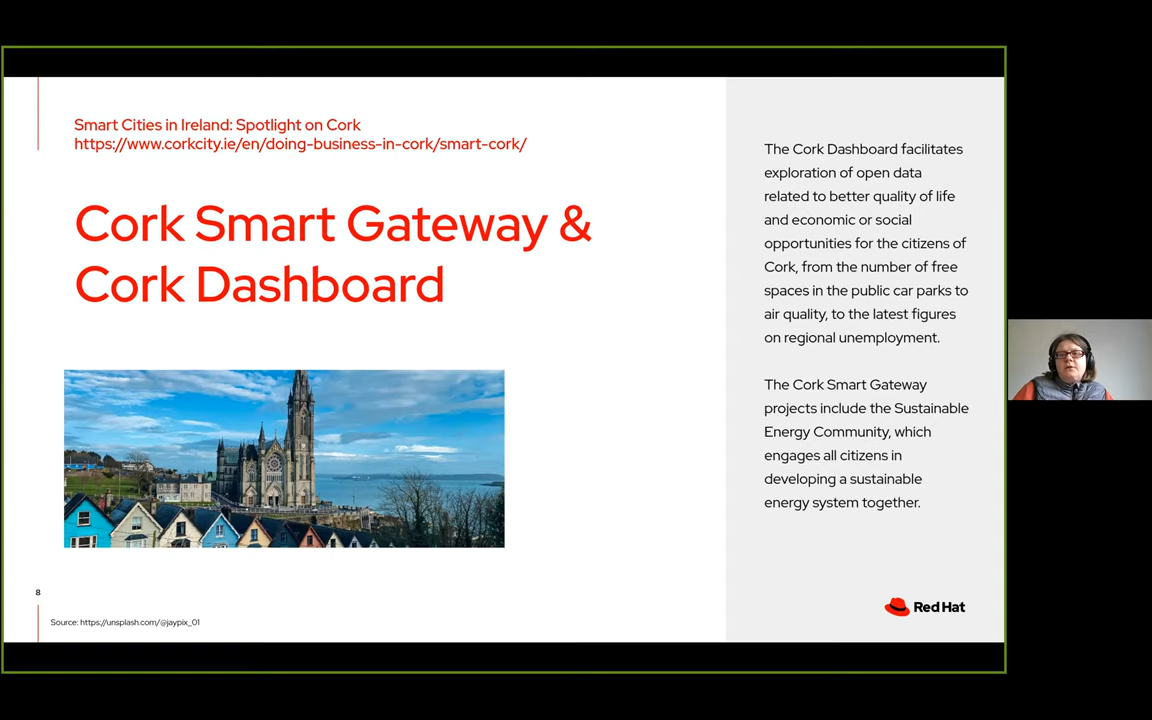 Smart Cities in Ireland: Spotlight on Cork
https://www.corkcity.ie/en/doing-business-in-cork/smart-cork/
Cork Smart Gateway &
Cork Dashboard
The Cork Dashboard facilitates
exploration of open data
related to better quality of life
and economic or social
opportunities for the citizens of
Cork, from the number of free
spaces in the public car parks to
air quality, to the latest figures
on regional unemployment.
The Cork Smart Gateway
projects include the Sustainable
Energy Community, which
engages all citizens in
developing a sustainable
energy system together.
8
Source: https://unsplash.com/@jaypix_01
Red Hat